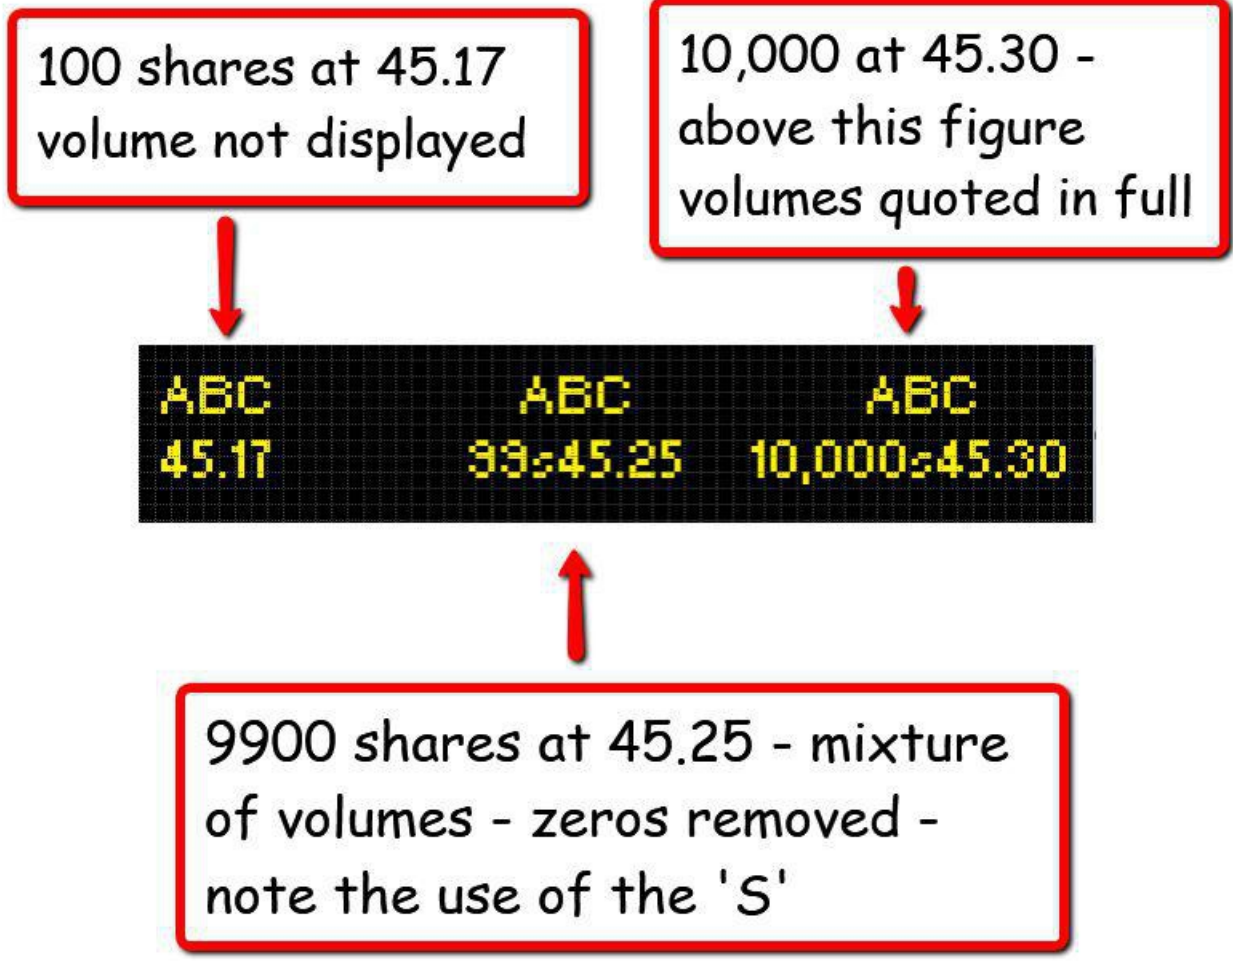 100 shares at 45.17
volume not displayed
10,000 at 45.30 -
above this figure
volumes quoted in full
ABC ABC ABC
45.17 99s45.25 10,000s45.30
9900 shares at 45.25 - mixture
of volumes - zeros removed -
note the use of the 'S'